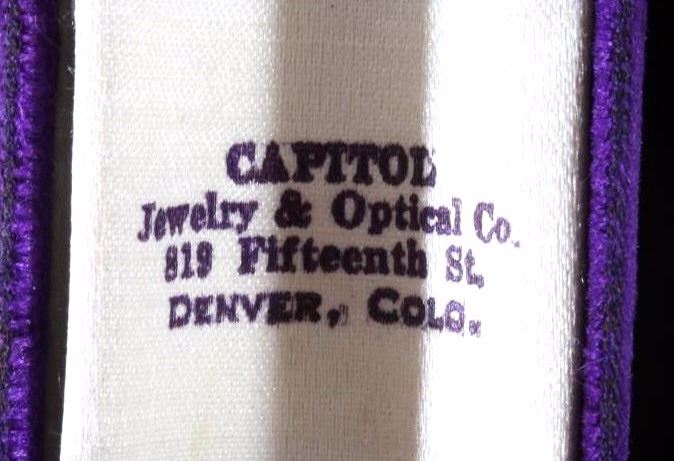 CAPITOL
Jewelry & Optical Co.
819 Fifteenth St,
DENVER, COLO.